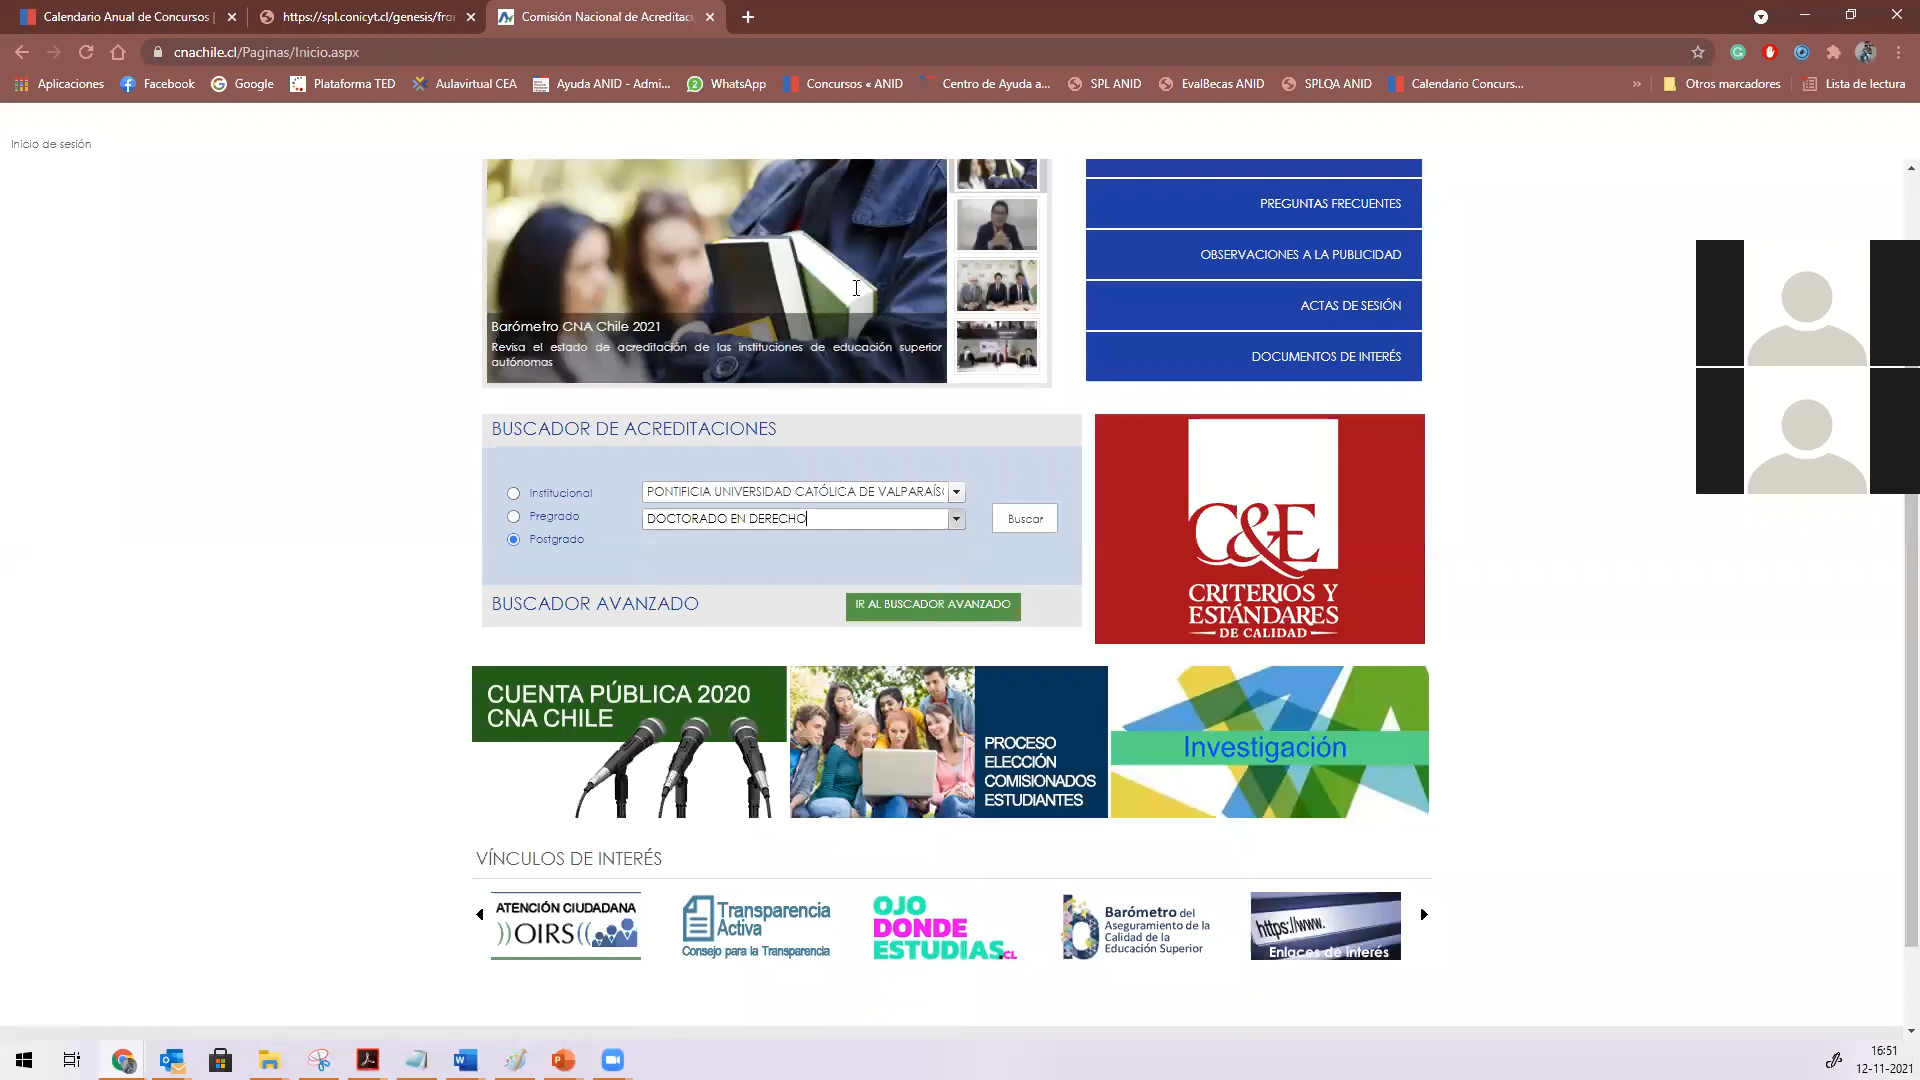 Calendario Anual de Concursos |
https://spl.conicyt.cl/genesis/fror
Comisión Nacional de Acreditac
cnachile.cl/Paginas/Inicio.aspx
Aplicaciones
Facebook
Google
Plataforma TED
Aulavirtual CEA
Ayuda ANID - Admi...
WhatsApp
Concursos « ANID
Centro de Ayuda a...
SPL ANID
EvalBecas ANID
SPLQA ANID
Calendario Concurs...
»
Otros marcadores
Lista de lectura
Inicio de sesión
Barómetro CNA Chile 2021
Revisa el estado de acreditación de las instituciones de educación superior
autónomas
PREGUNTAS FRECUENTES
OBSERVACIONES A LA PUBLICIDAD
ACTAS DE SESIÓN
DOCUMENTOS DE INTERÉS
BUSCADOR DE ACREDITACIONES
Institucional
PONTIFICIA UNIVERSIDAD CATÓLICA DE VALPARAÍSO
Pregrado
DOCTORADO EN DERECHO
Buscar
Postgrado
BUSCADOR AVANZADO
IR AL BUSCADOR AVANZADO
C&E
CRITERIOS Y
ESTÁNDARES
DE CALIDAD
CUENTA PÚBLICA 2020
CNA CHILE
PROCESO
ELECCIÓN
COMISIONADOS
ESTUDIANTES
Investigación
VÍNCULOS DE INTERÉS
ATENCIÓN CIUDADANA
))OIRS((
Transparencia
Activa
Consejo para la Transparencia
OJO
DONDE
ESTUDIAS.CL
Barómetro del
Aseguramiento de la
Calidad de la
Educación Superior
https://www.
Enlaces de interés
16:51
12-11-2021